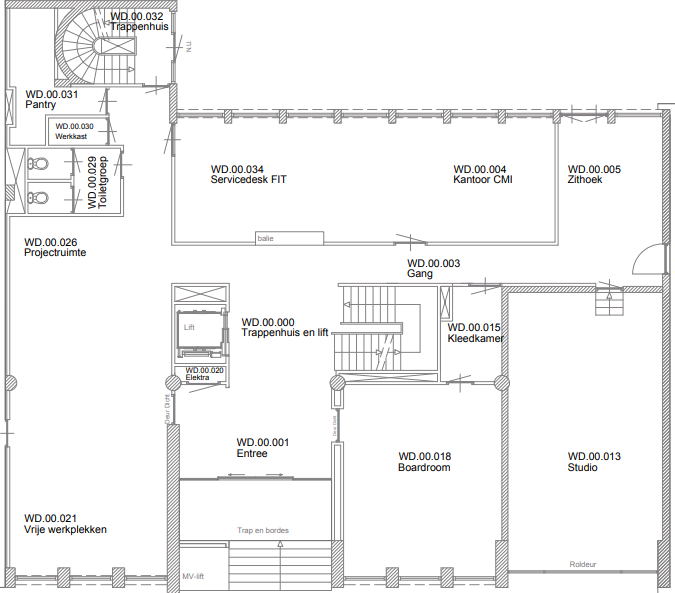 WD.00.032
Trappenhuis
N.U.
WD.00.031
Pantry
WD.00.030
Werkkast
WD.00.029
Toiletgroep
WD.00.034
Servicedesk FIT
WD.00.004
Kantoor CMI
WD.00.005
Zithoek
balie
WD.00.026
Projectruimte
WD.00.003
Gang
Lift
WD.00.000
Trappenhuis en lift
WD.00.015
Kleedkamer
WD.00.020
Elektra
Deur Dicht
WD.00.001
Entree
WD.00.018
Boardroom
WD.00.013
Studio
WD.00.021
Vrije werkplekken
Trap en bordes
Roldeur
MV-lift